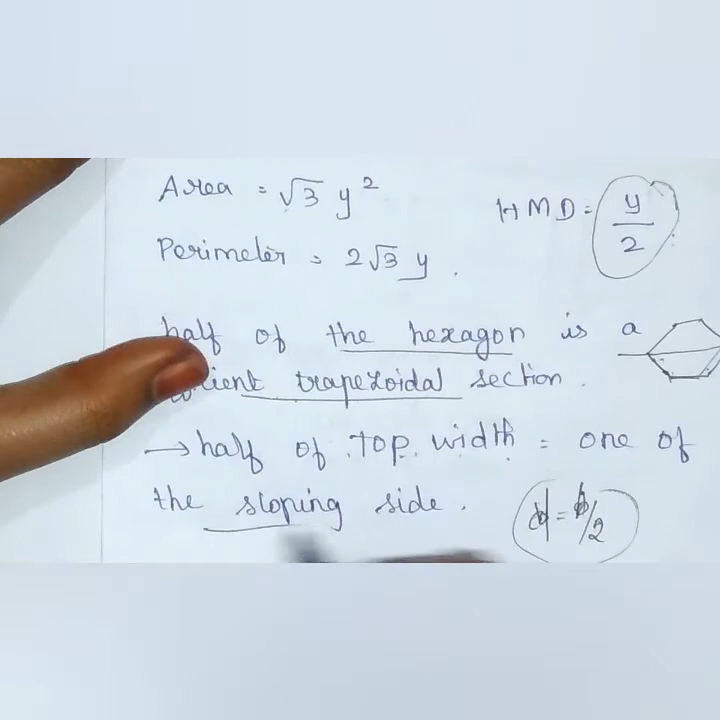 Area = √3 y²
HMD = y/2
Perimeter = 2√3 y.
half of the hexagon is a
trapezoidal section.
→ half of top width = one of
the sloping side.